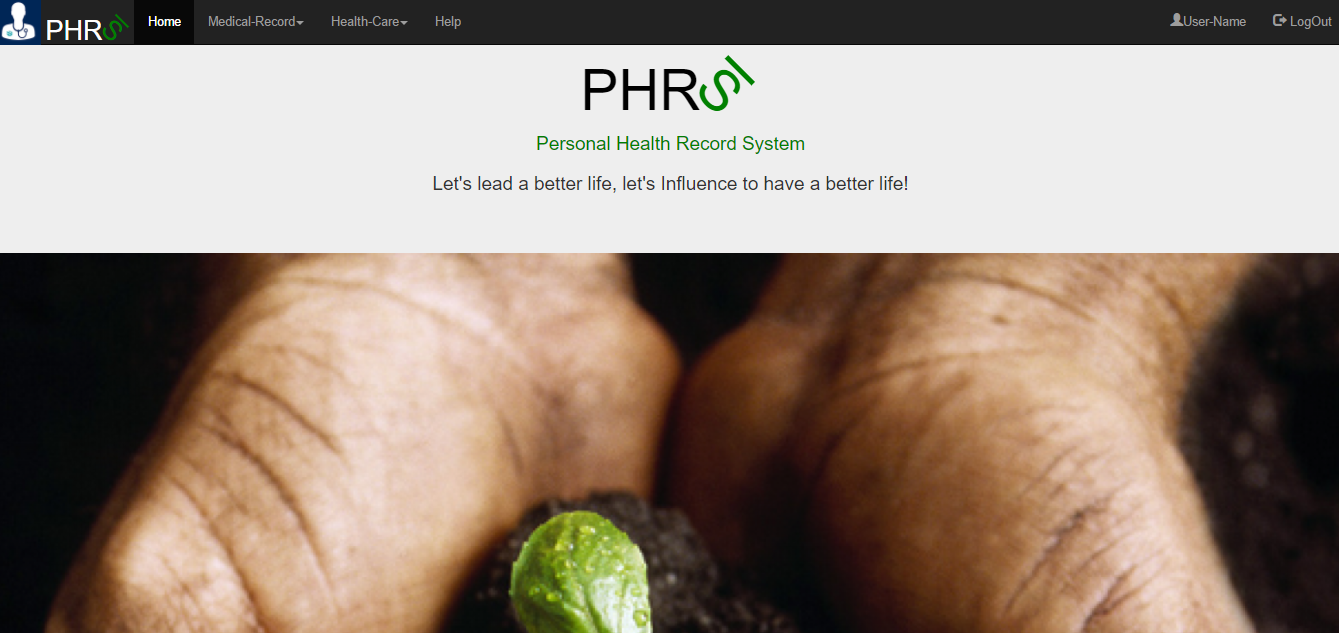 PHRSI
Home
Medical-Record
Health-Care
Help
User-Name
LogOut
PHRSI
Personal Health Record System
Let's lead a better life, let's Influence to have a better life!